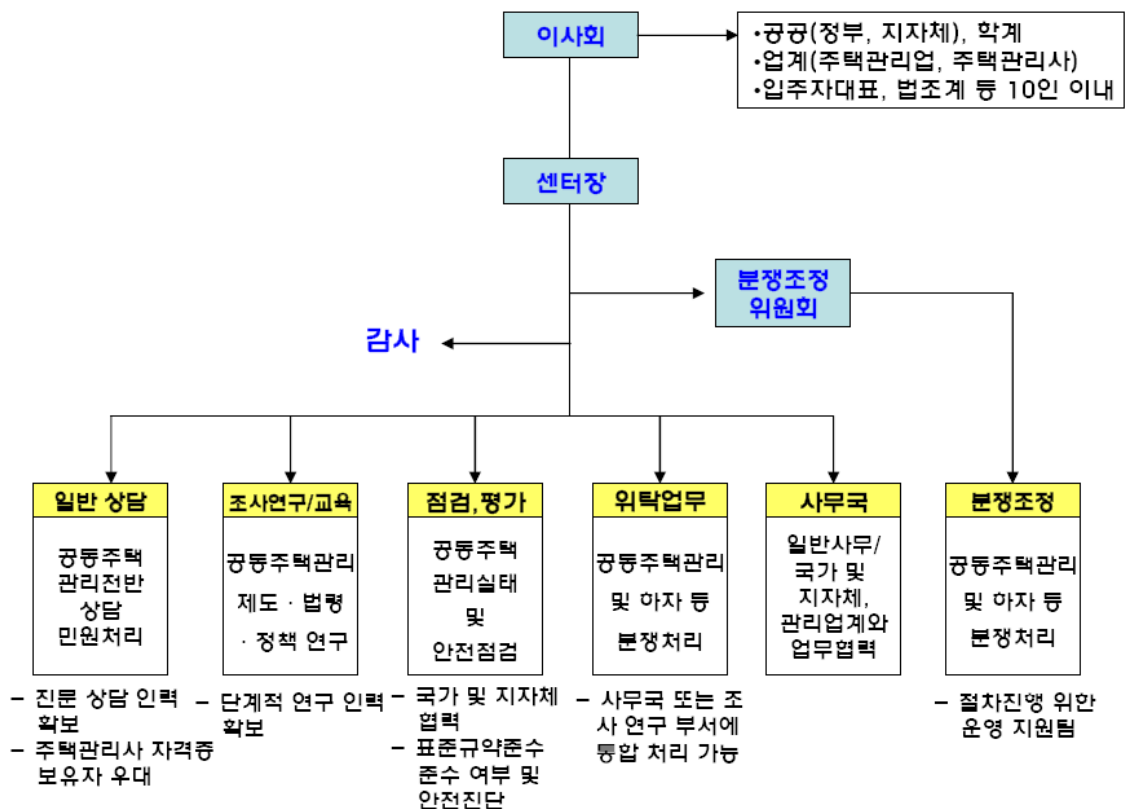 이사회
•공공(정부, 지자체), 학계
•업계(주택관리업, 주택관리사)
•입주자대표, 법조계 등 10인 이내
센터장
분쟁조정
위원회
감사
일반 상담
공동주택
관리전반
상담
민원처리
– 전문 상담 인력
확보
– 주택관리사 자격증
보유자 우대
조사연구/교육
공동주택관리
제도 · 법령
· 정책 연구
– 단계적 연구 인력
확보
점검,평가
공동주택
관리실태
및
안전점검
– 국가 및 지자체
협력
– 표준규약준수
준수 여부 및
안전진단
위탁업무
공동주택관리
및 하자 등
분쟁처리
– 사무국 또는 조
사 연구 부서에
통합 처리 가능
사무국
일반사무/
국가 및
지자체,
관리업계와
업무협력
분쟁조정
공동주택관리
및 하자 등
분쟁처리
– 절차진행 위한
운영 지원팀